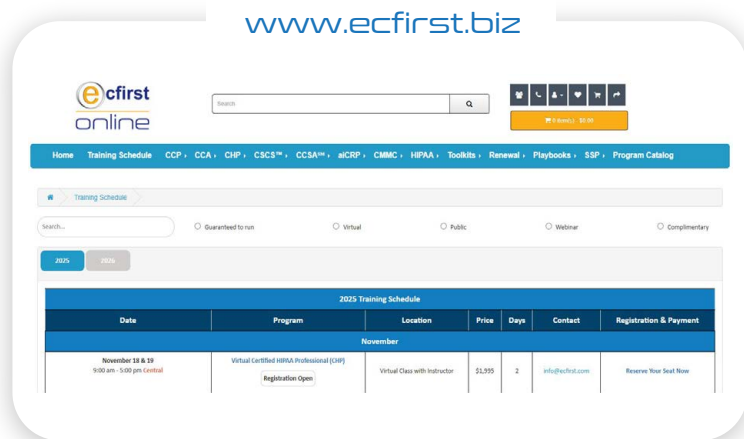 www.ecfirst.biz
ecfirst
online
Search
0 item(s) - $0.00
Home Training Schedule CCP › CCA › CHP › CSCS™ › CCSA℠ › aiCRP › CMMC › HIPAA › Toolkits › Renewal › Playbooks › SSP › Program Catalog
Training Schedule
Search... Guaranteed to run Virtual Public Webinar Complimentary
2025 2026
2025 Training Schedule
Date Program Location Price Days Contact Registration & Payment
November
November 18 & 19
9:00 am - 5:00 pm Central
Virtual Certified HIPAA Professional (CHP)
Registration Open
Virtual Class with Instructor
$1,995
2
info@ecfirst.com
Reserve Your Seat Now